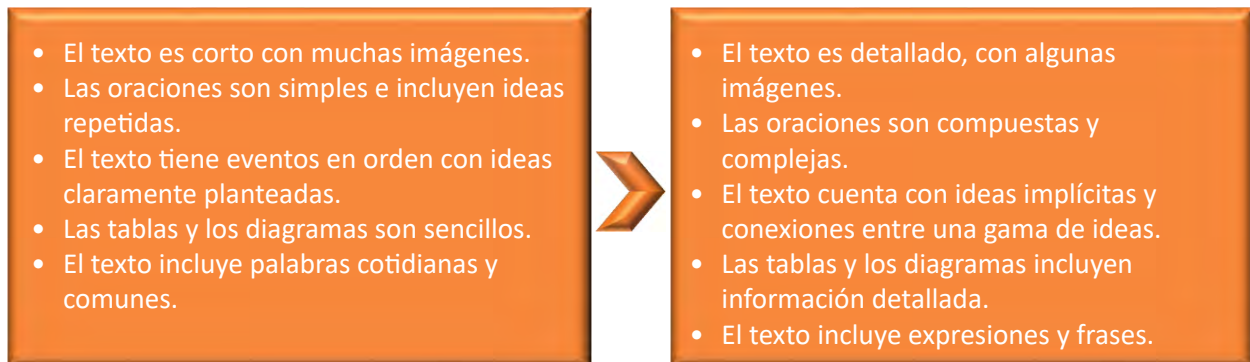 • El texto es corto con muchas imágenes.
• Las oraciones son simples e incluyen ideas
repetidas.
• El texto tiene eventos en orden con ideas
claramente planteadas.
• Las tablas y los diagramas son sencillos.
• El texto incluye palabras cotidianas y
comunes.
• El texto es detallado, con algunas
imágenes.
• Las oraciones son compuestas y
complejas.
• El texto cuenta con ideas implícitas y
conexiones entre una gama de ideas.
• Las tablas y los diagramas incluyen
información detallada.
• El texto incluye expresiones y frases.